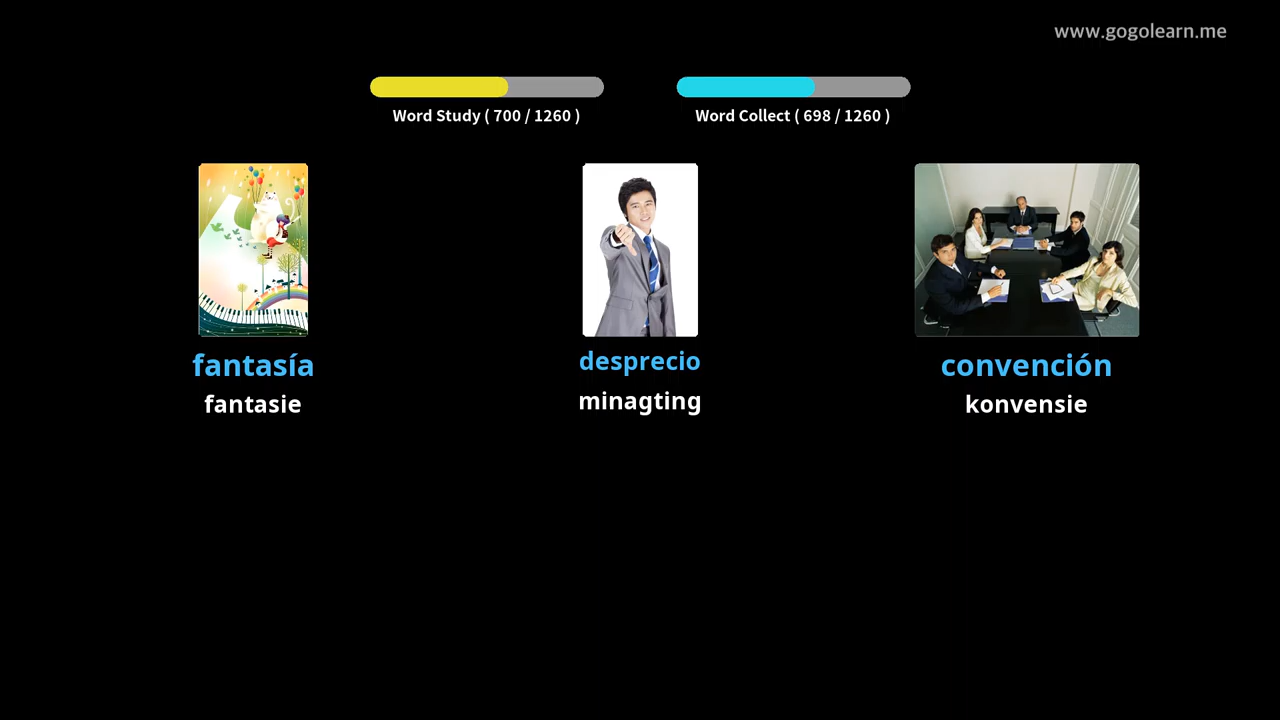 www.gogolearn.me
Word Study ( 700 / 1260 )
Word Collect ( 698 / 1260 )
fantasía
fantasie
desprecio
minagting
convención
konvensie